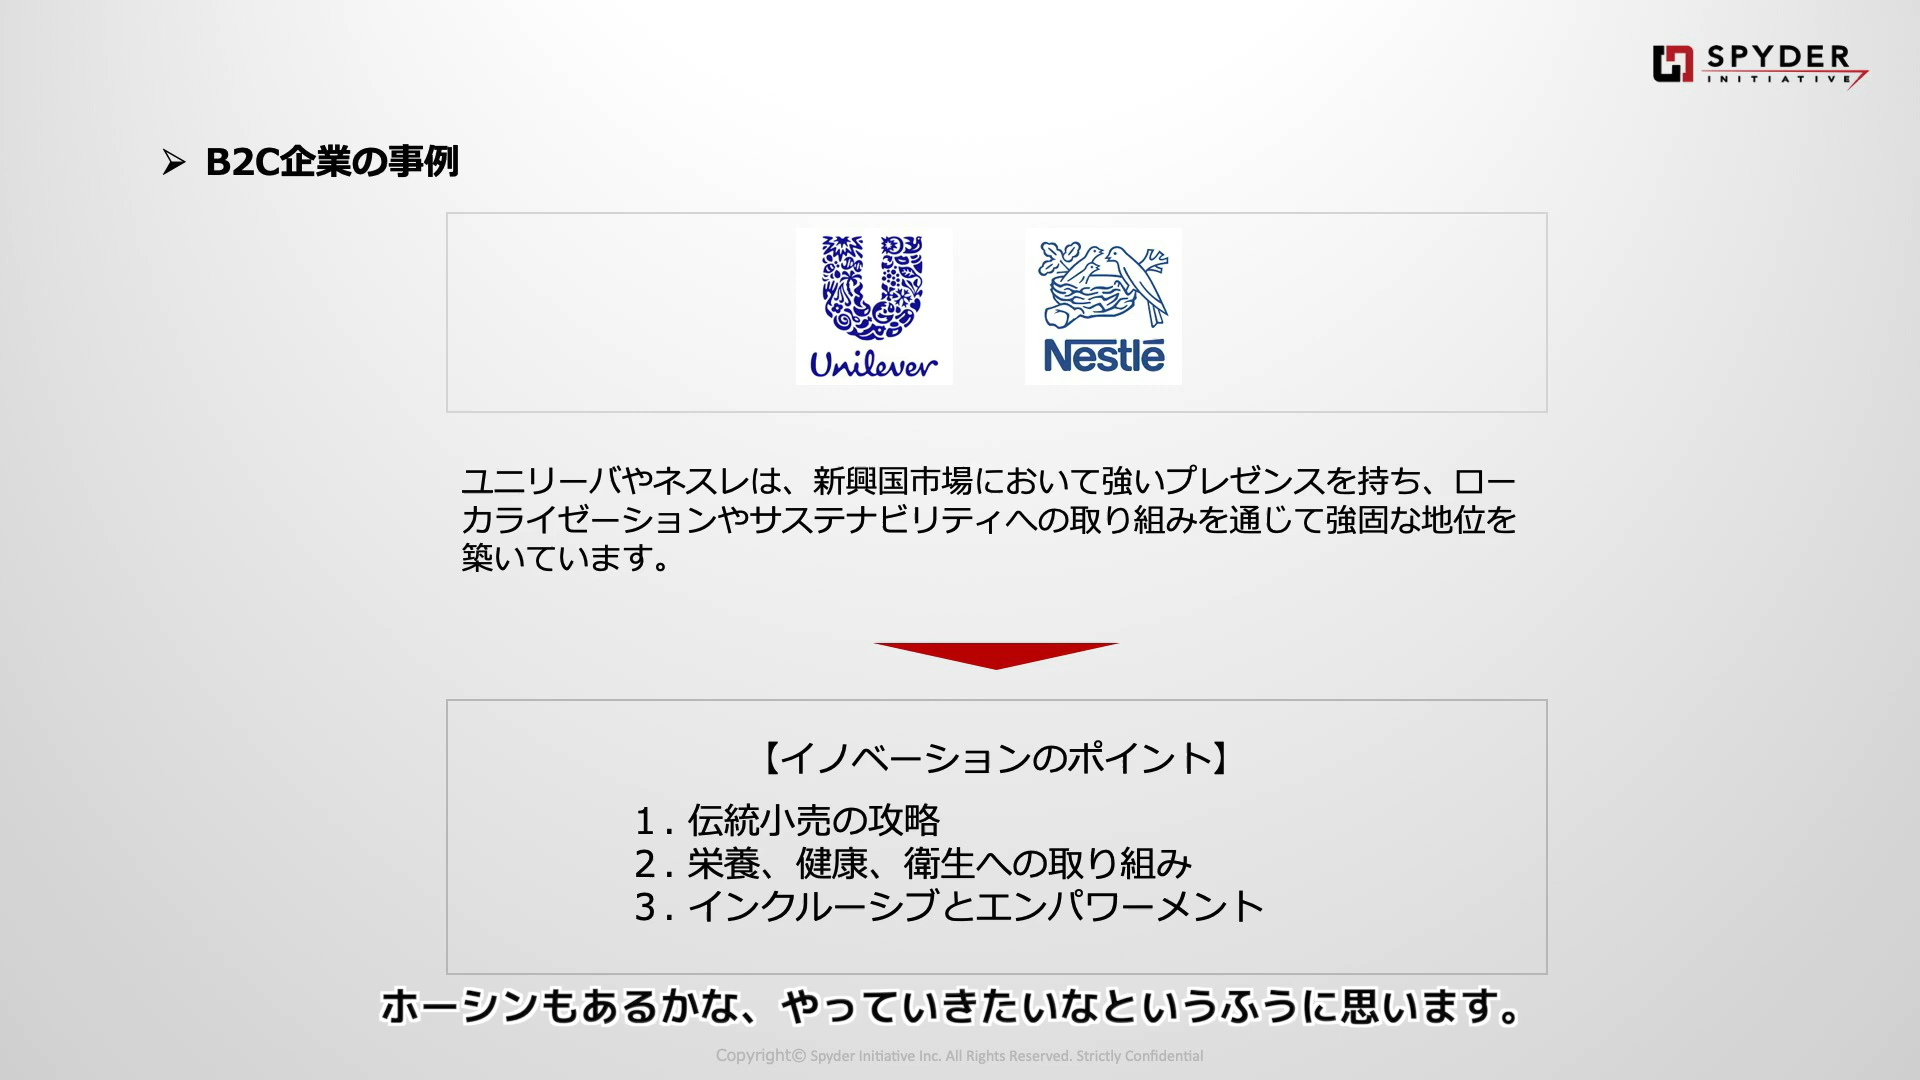 SPYDER
INITIATIVE
➢ B2C企業の事例
Unilever
Nestlé
ユニリーバやネスレは、新興国市場において強いプレゼンスを持ち、ロー
カライゼーションやサステナビリティへの取り組みを通じて強固な地位を
築いています。
【イノベーションのポイント】
1. 伝統小売の攻略
2. 栄養、健康、衛生への取り組み
3. インクルーシブとエンパワーメント
ホーシンもあるかな、やっていきたいなというふうに思います。
Copyright© Spyder Initiative Inc. All Rights Reserved. Strictly Confidential